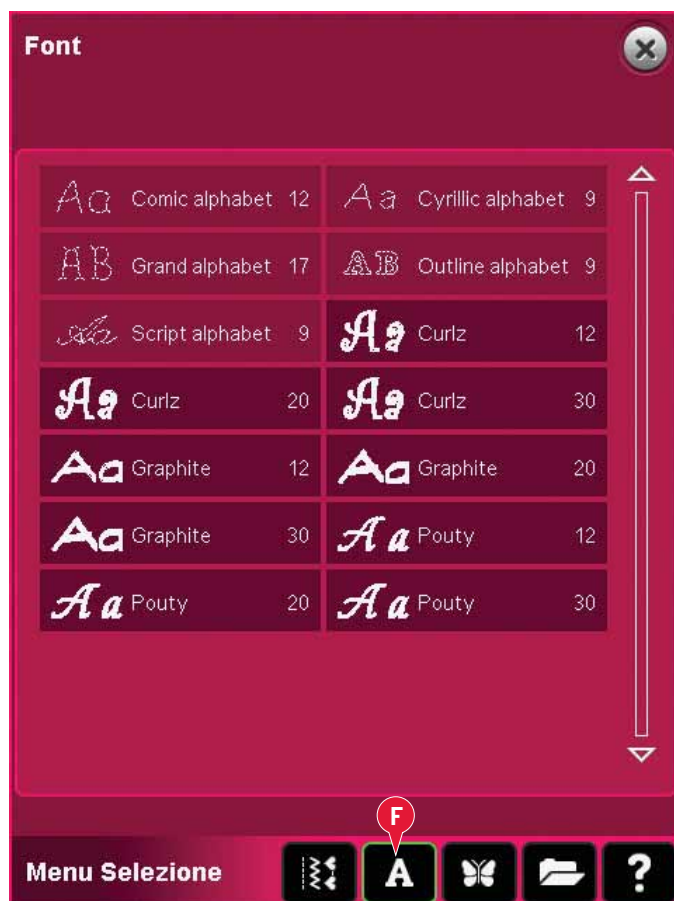 Font
Aa Comic alphabet 12
Aa Cyrillic alphabet 9
AB Grand alphabet 17
AB Outline alphabet 9
Aa Script alphabet 9
Aa Curlz 12
Aa Curlz 20
Aa Curlz 30
Aa Graphite 12
Aa Graphite 20
Aa Graphite 30
Aa Pouty 12
Aa Pouty 20
Aa Pouty 30
F
Menu Selezione A ?